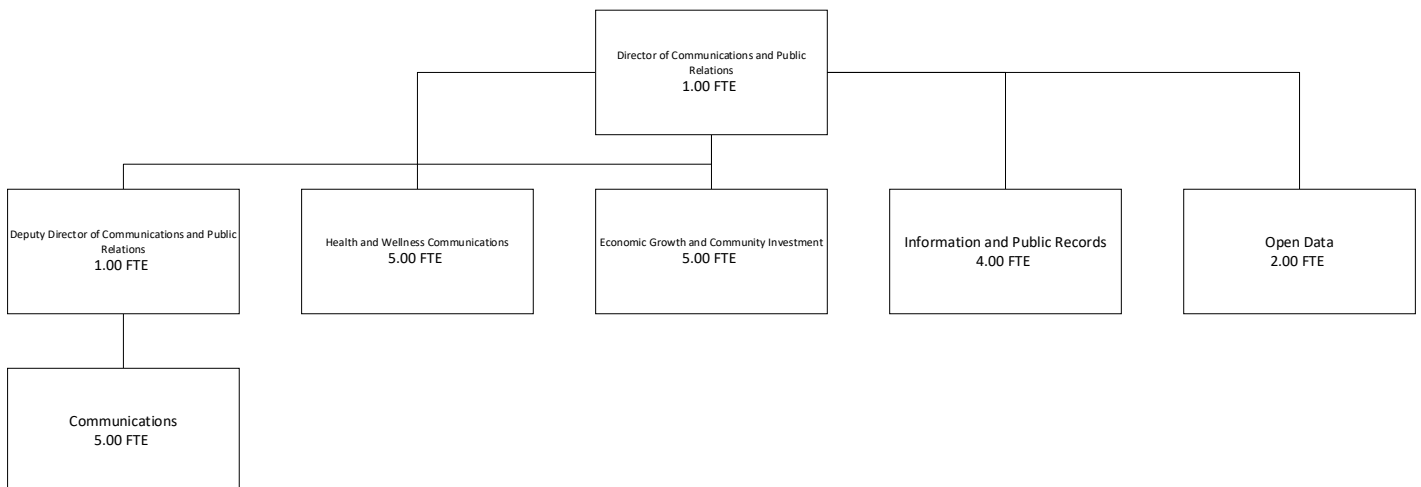 Director of Communications and Public
Relations
1.00 FTE
Deputy Director of Communications and Public
Relations
1.00 FTE
Health and Wellness Communications
5.00 FTE
Economic Growth and Community Investment
5.00 FTE
Information and Public Records
4.00 FTE
Open Data
2.00 FTE
Communications
5.00 FTE